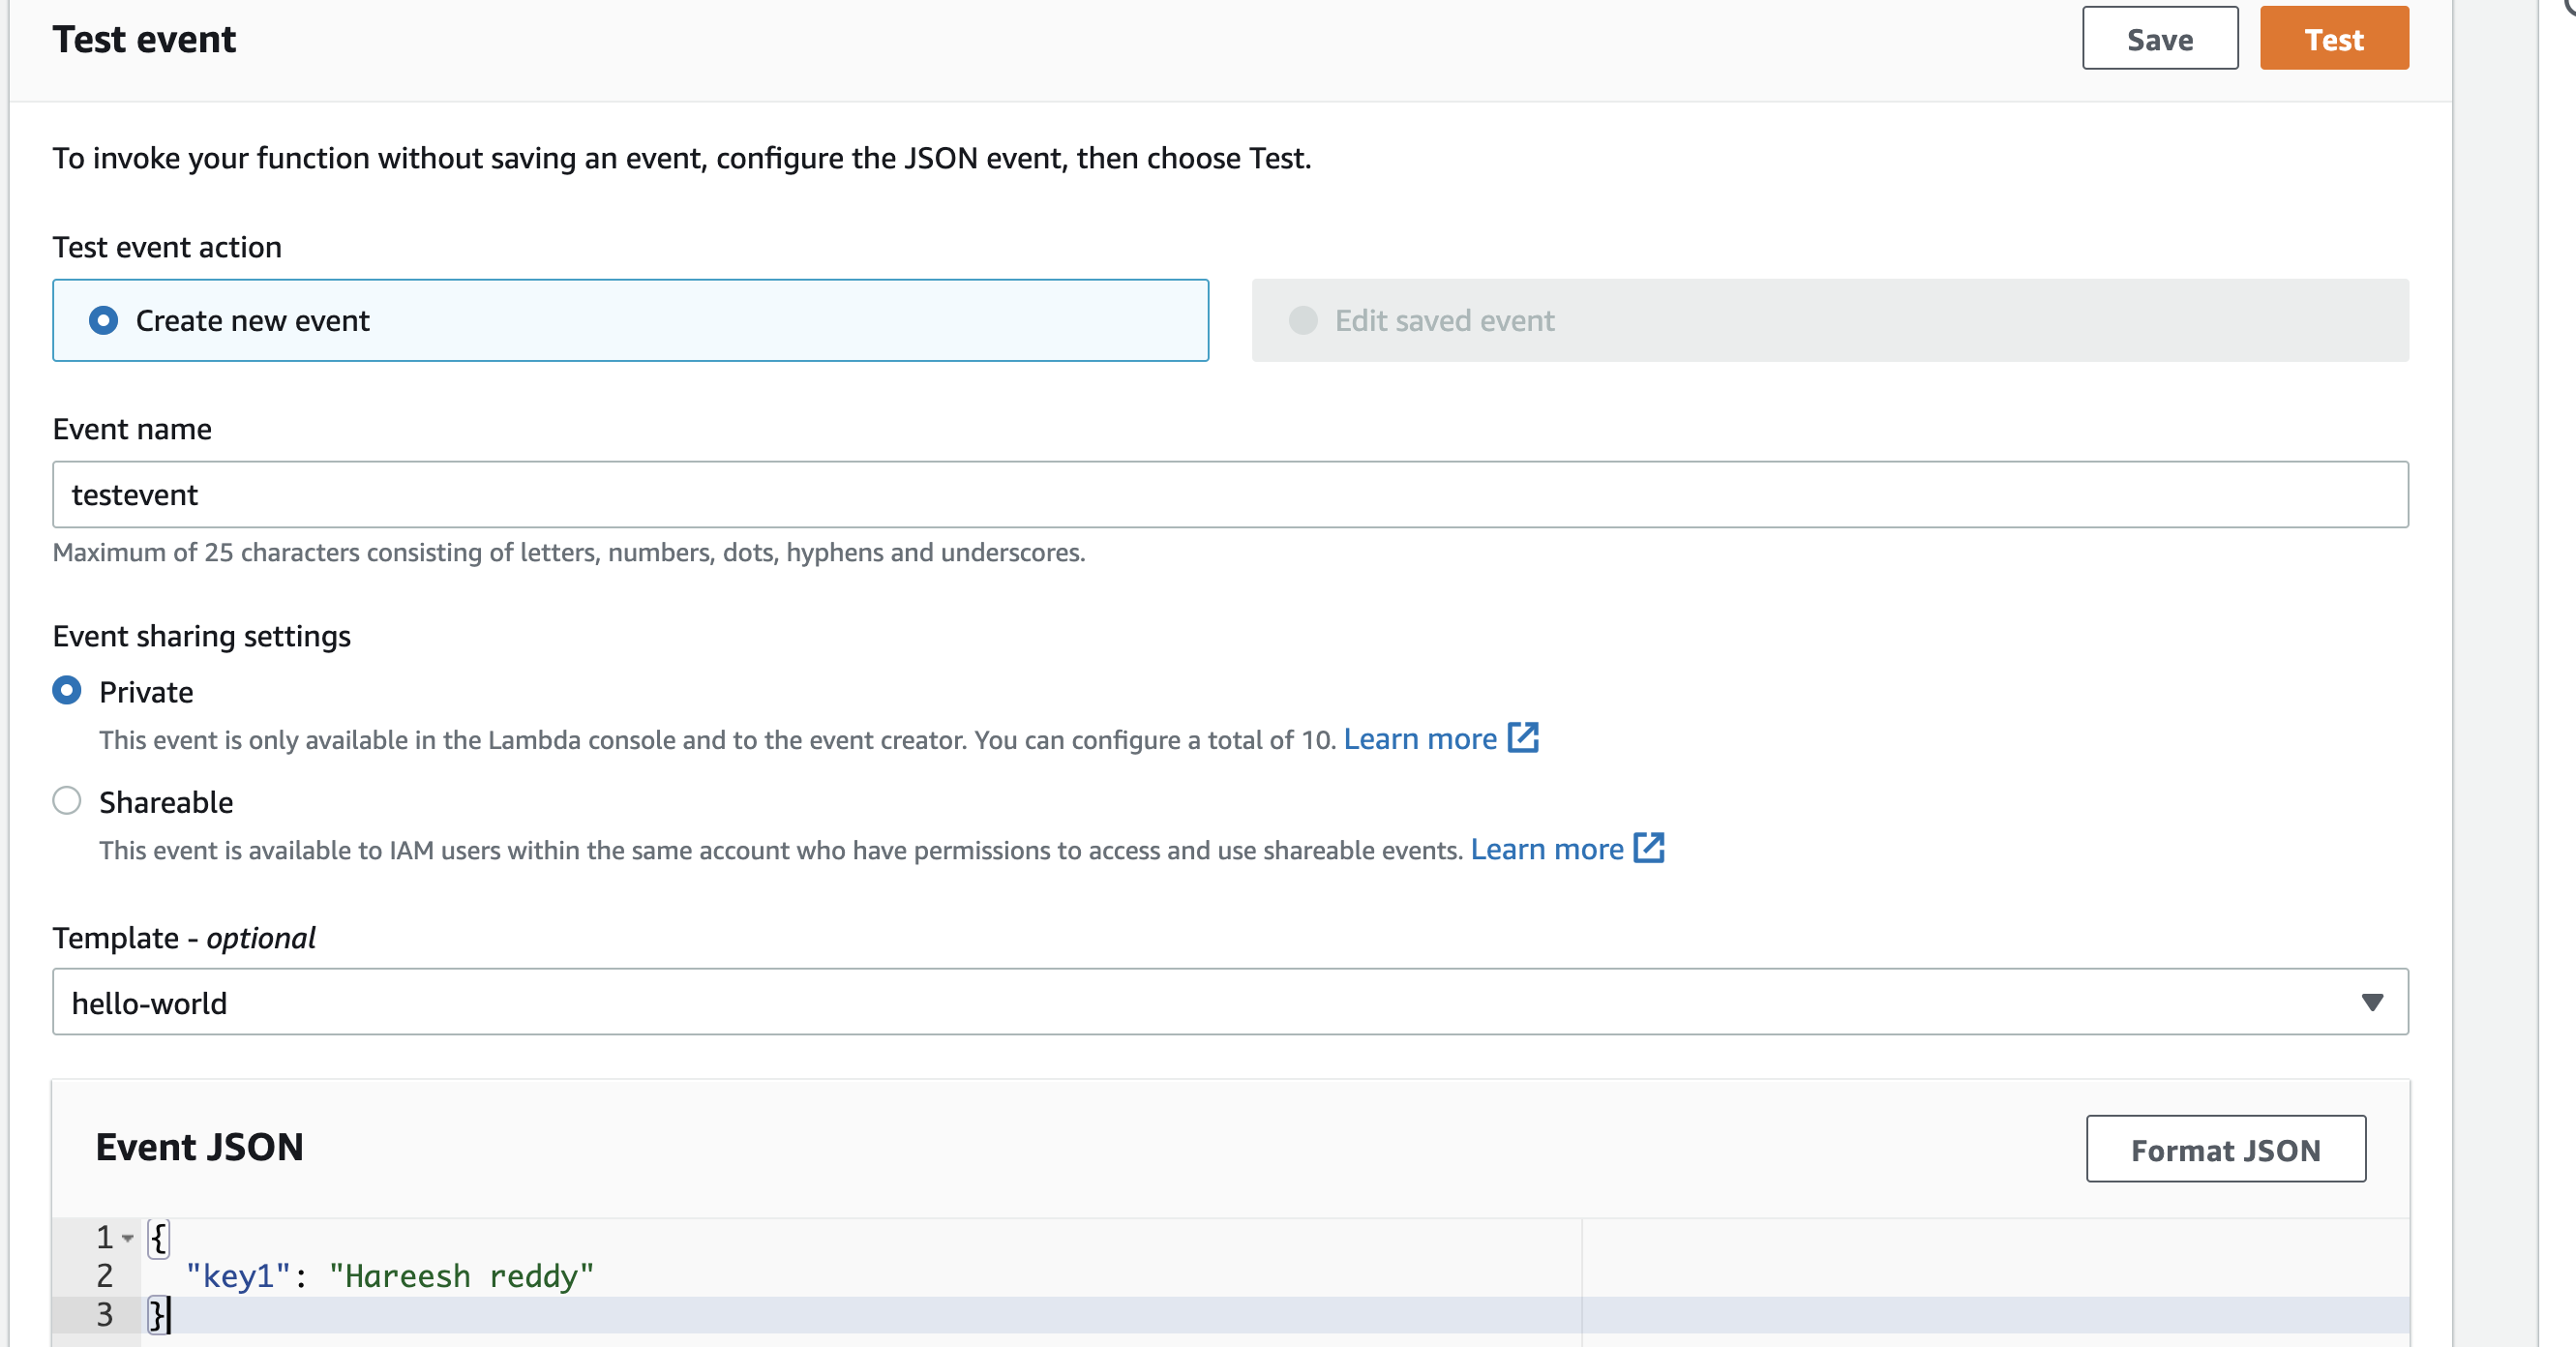 Test event
Save
Test
To invoke your function without saving an event, configure the JSON event, then choose Test.
Test event action
Create new event
Edit saved event
Event name
testevent
Maximum of 25 characters consisting of letters, numbers, dots, hyphens and underscores.
Event sharing settings
Private
This event is only available in the Lambda console and to the event creator. You can configure a total of 10. Learn more
Shareable
This event is available to IAM users within the same account who have permissions to access and use shareable events. Learn more
Template - optional
hello-world
Event JSON
Format JSON
1 {
2 "key1": "Hareesh reddy"
3 }